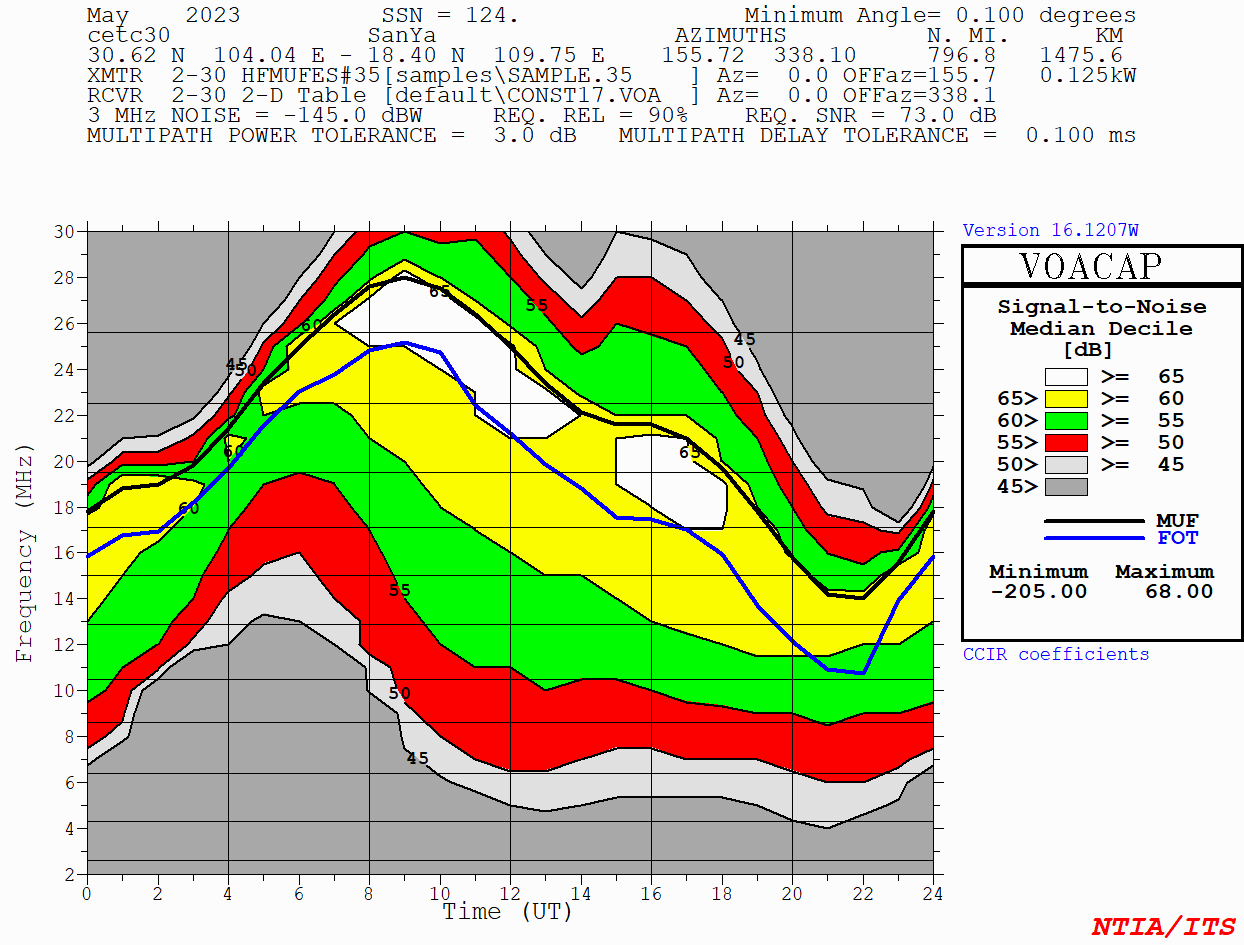 May    2023          SSN = 124.                Minimum Angle= 0.100 degrees
cetc30              SanYa                 AZIMUTHS          N. MI.      KM
30.62 N  104.04 E - 18.40 N  109.75 E    155.72  338.10     796.8   1475.6
XMTR  2-30 HFMUFES#35[samples\SAMPLE.35    ] Az=  0.0 OFFaz=155.7   0.125kW
RCVR  2-30 2-D Table [default\CONST17.VOA  ] Az=  0.0 OFFaz=338.1
3 MHz NOISE = -145.0 dBW     REQ. REL = 90%    REQ. SNR = 73.0 dB
MULTIPATH POWER TOLERANCE =  3.0 dB   MULTIPATH DELAY TOLERANCE =  0.100 ms
Version 16.1207W
VOACAP
Signal-to-Noise
Median Decile
[dB]
>= 65
65> >= 60
60> >= 55
55> >= 50
50> >= 45
45>
MUF
FOT
Minimum Maximum
-205.00 68.00
CCIR coefficients
Frequency (MHz)
30
28
26
24
22
20
18
16
14
12
10
8
6
4
2
65
60
55
45
50
45
50
60
65
60
55
50
45
0 2 4 6 8 10 12 14 16 18 20 22 24
Time (UT)
NTIA/ITS